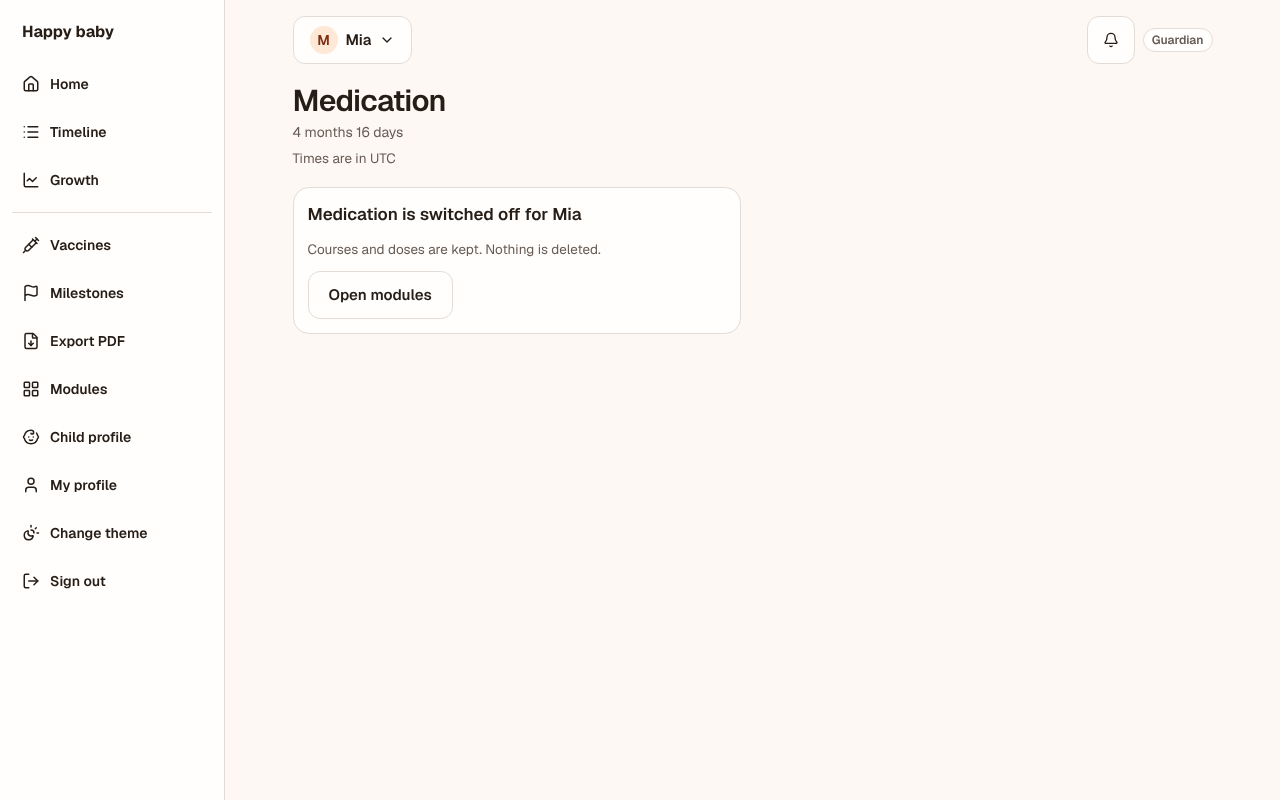 Happy baby
Home
Timeline
Growth
Vaccines
Milestones
Export PDF
Modules
Child profile
My profile
Change theme
Sign out
M Mia
Guardian
Medication
4 months 16 days
Times are in UTC
Medication is switched off for Mia
Courses and doses are kept. Nothing is deleted.
Open modules